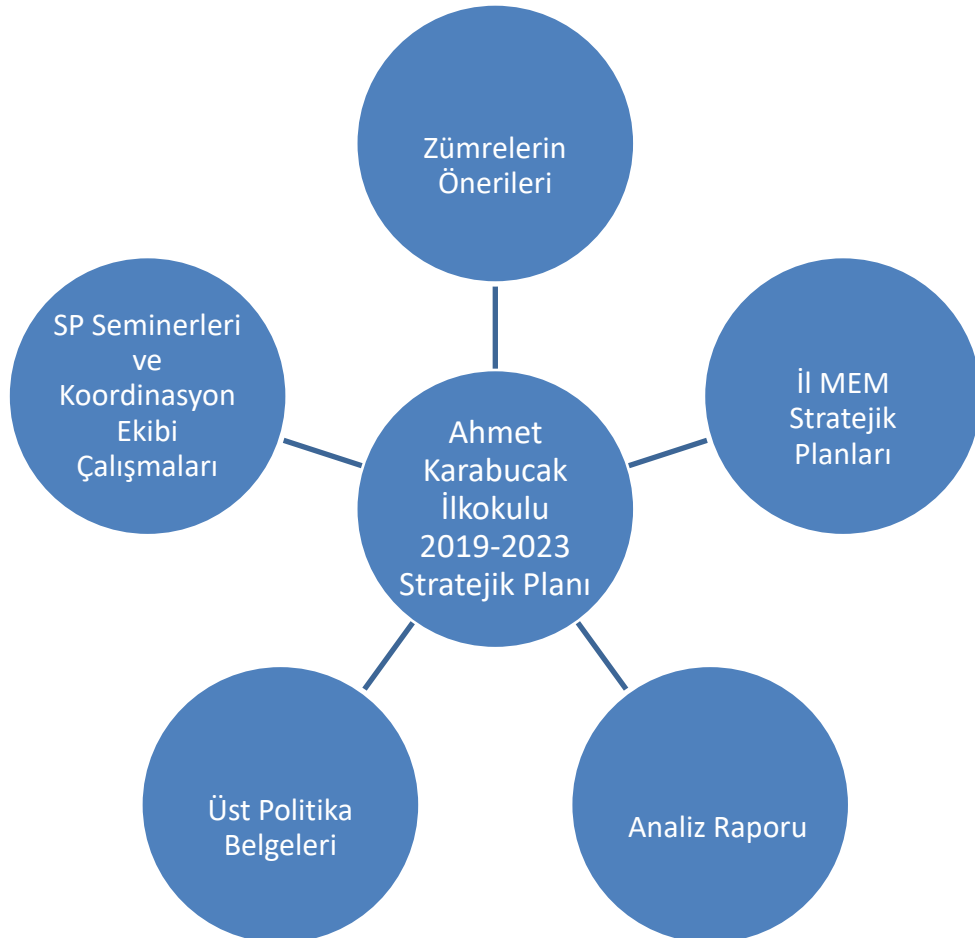 Zümrelerin
Önerileri
SP Seminerleri
ve
Koordinasyon
Ekibi
Çalışmaları
İl MEM
Stratejik
Planları
Ahmet
Karabucak
İlkokulu
2019-2023
Stratejik Planı
Üst Politika
Belgeleri
Analiz Raporu